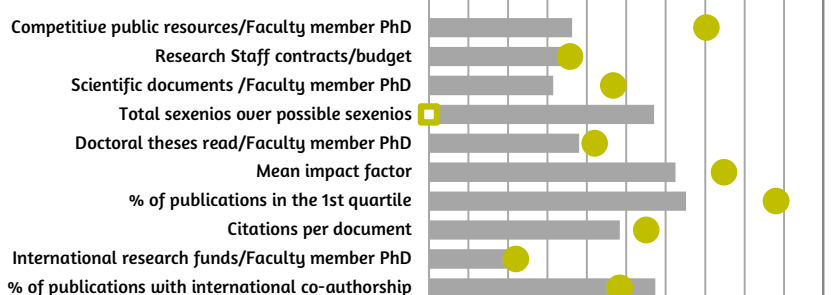 Competitive public resources/Faculty member PhD
Research Staff contracts/budget
Scientific documents /Faculty member PhD
Total sexenios over possible sexenios
Doctoral theses read/Faculty member PhD
Mean impact factor
% of publications in the 1st quartile
Citations per document
International research funds/Faculty member PhD
% of publications with international co-authorship